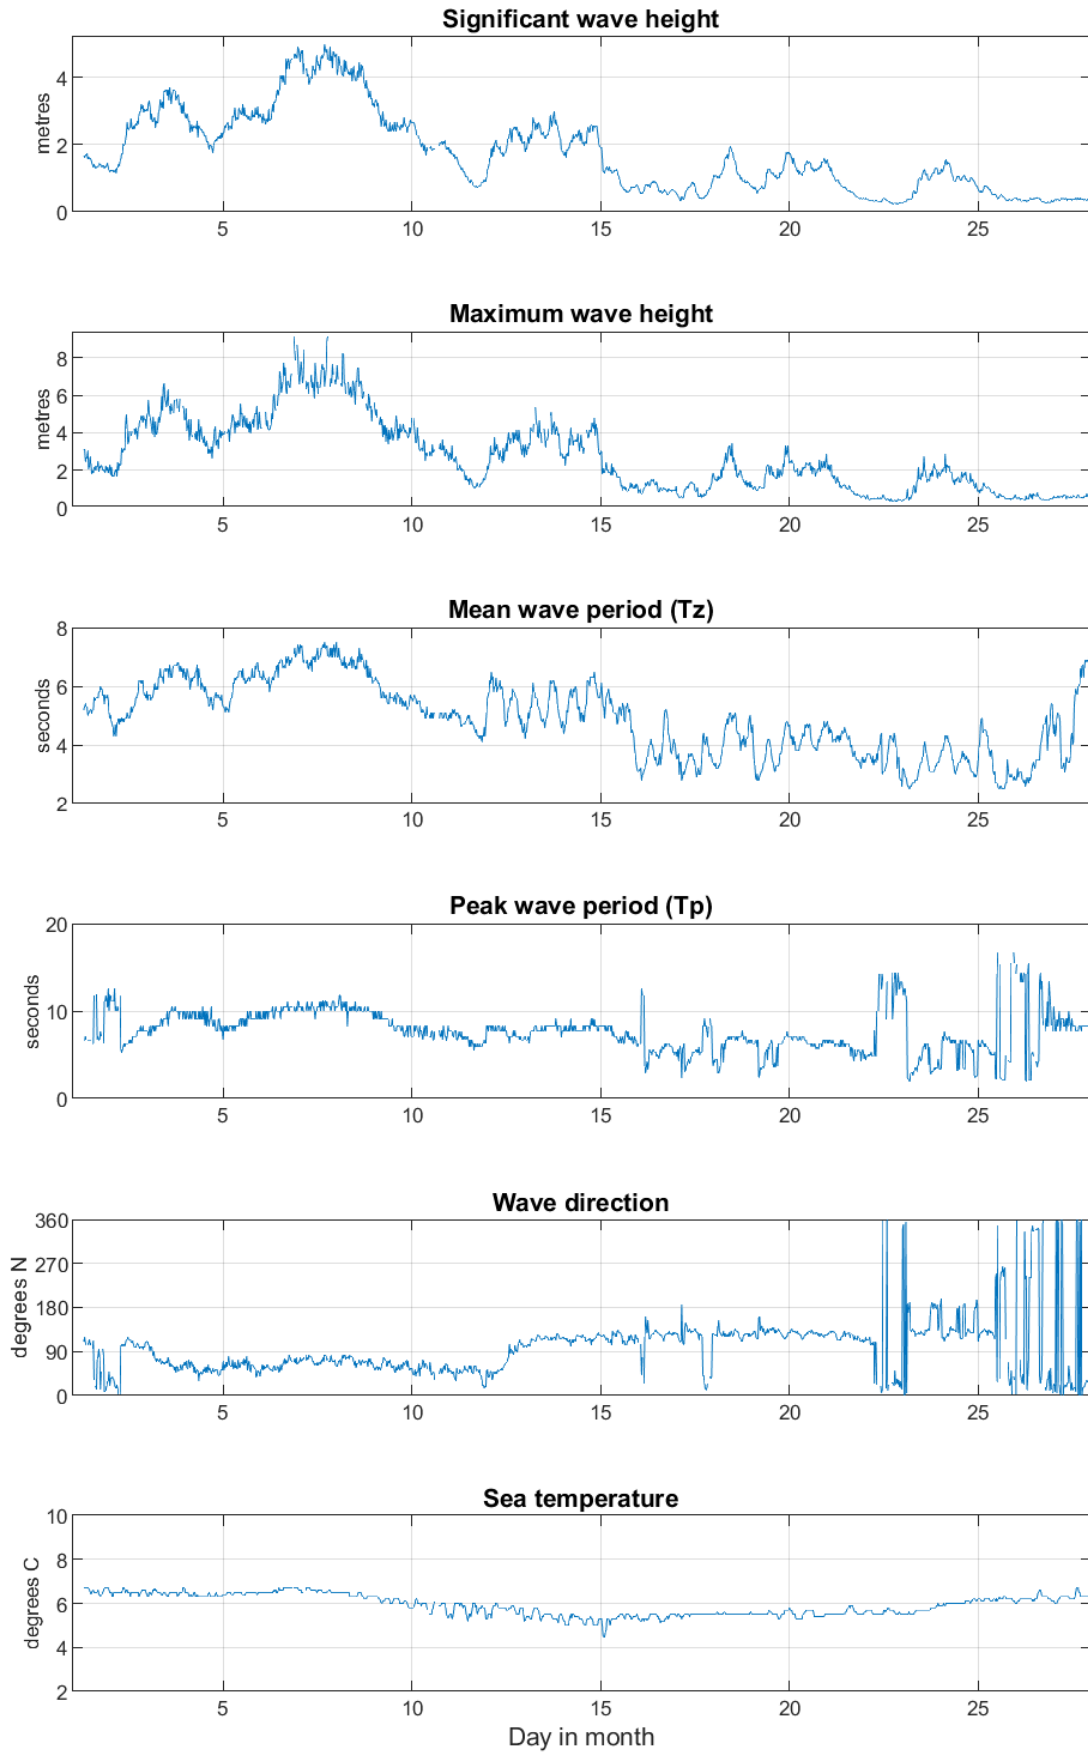 Significant wave height
metres
4
2
0
5 10 15 20 25
Maximum wave height
metres
8
6
4
2
0
5 10 15 20 25
Mean wave period (Tz)
seconds
8
6
4
2
5 10 15 20 25
Peak wave period (Tp)
seconds
20
10
0
5 10 15 20 25
Wave direction
degrees N
360
270
180
90
0
5 10 15 20 25
Sea temperature
degrees C
10
8
6
4
2
5 10 15 20 25
Day in month